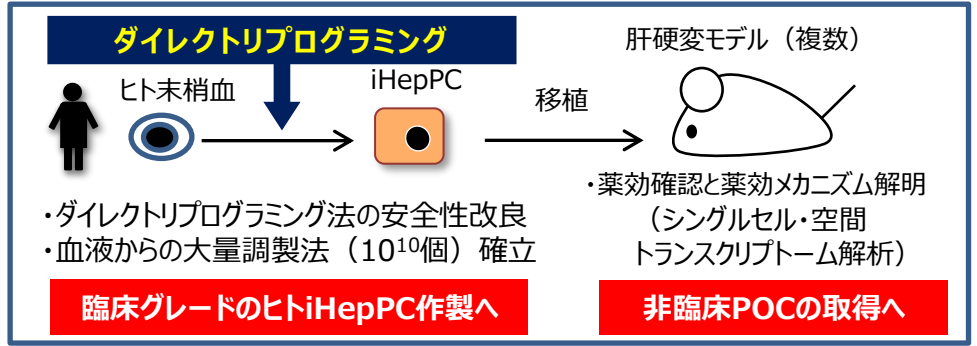 ダイレクトリプログラミング
ヒト末梢血
iHepPC
移植
肝硬変モデル（複数）
・ダイレクトリプログラミング法の安全性改良
・血液からの大量調製法（10¹⁰個）確立
・薬効確認と薬効メカニズム解明
（シングルセル・空間
トランスクリプトーム解析）
臨床グレードのヒトiHepPC作製へ
非臨床POCの取得へ